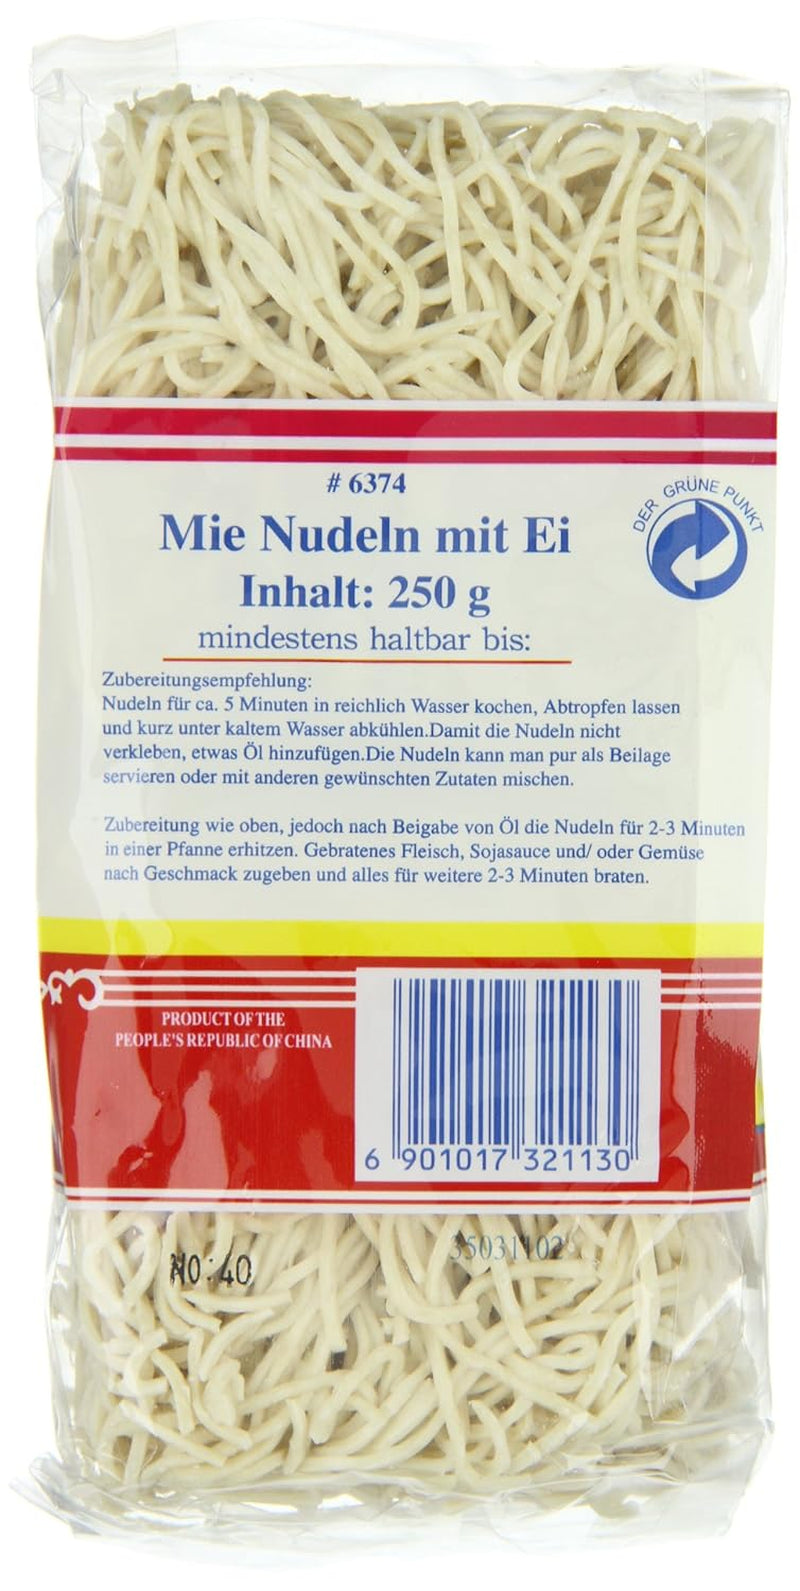 # 6374
DER GRÜNE PUNKT
Mie Nudeln mit Ei
Inhalt: 250 g
mindestens haltbar bis:
Zubereitungsempfehlung:
Nudeln für ca. 5 Minuten in reichlich Wasser kochen, Abtropfen lassen
und kurz unter kaltem Wasser abkühlen.Damit die Nudeln nicht
verkleben, etwas Öl hinzufügen.Die Nudeln kann man pur als Beilage
servieren oder mit anderen gewünschten Zutaten mischen.
Zubereitung wie oben, jedoch nach Beigabe von Öl die Nudeln für 2-3 Minuten
in einer Pfanne erhitzen. Gebratenes Fleisch, Sojasauce und/ oder Gemüse
nach Geschmack zugeben und alles für weitere 2-3 Minuten braten.
PRODUCT OF THE
PEOPLE'S REPUBLIC OF CHINA
6 901017 321130
NO:40